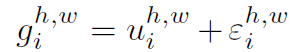 g_i^{h,w} = u_i^{h,w} + ε_i^{h,w}